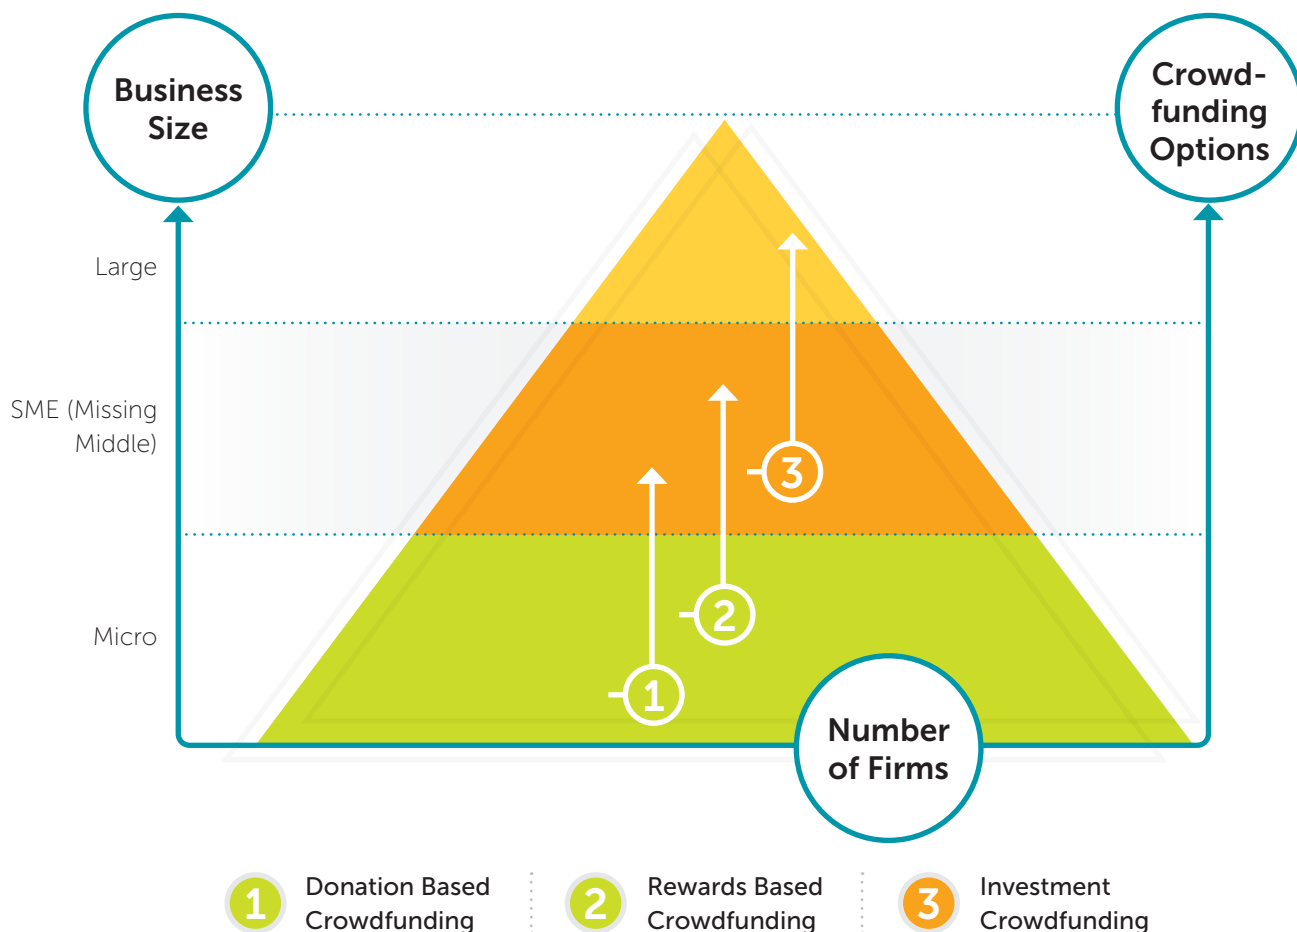 Business
Size
Crowd-
funding
Options
Large
SME (Missing
Middle)
3
2
Micro
1
Number
of Firms
1
Donation Based
Crowdfunding
2
Rewards Based
Crowdfunding
3
Investment
Crowdfunding